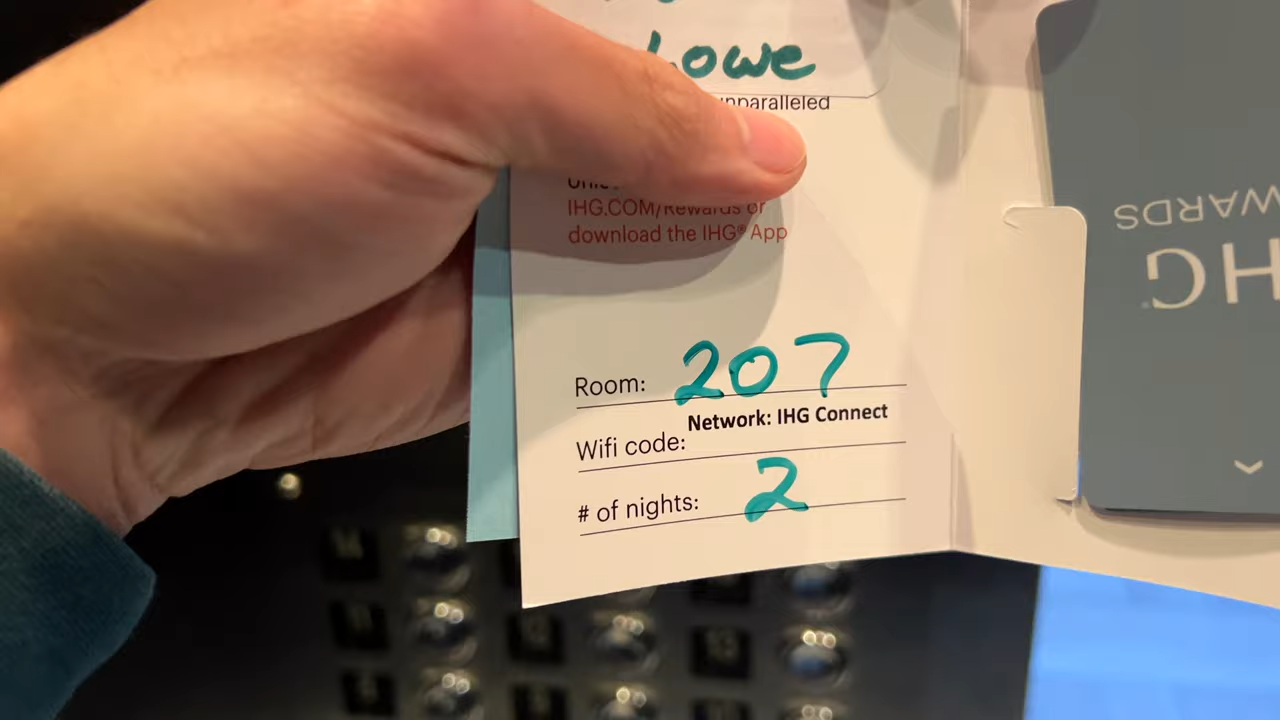 Lowe
unparalleled
IHG.COM/Rewards or
download the IHG® App
Room: 207
Network: IHG Connect
Wifi code:
# of nights: 2
IHG